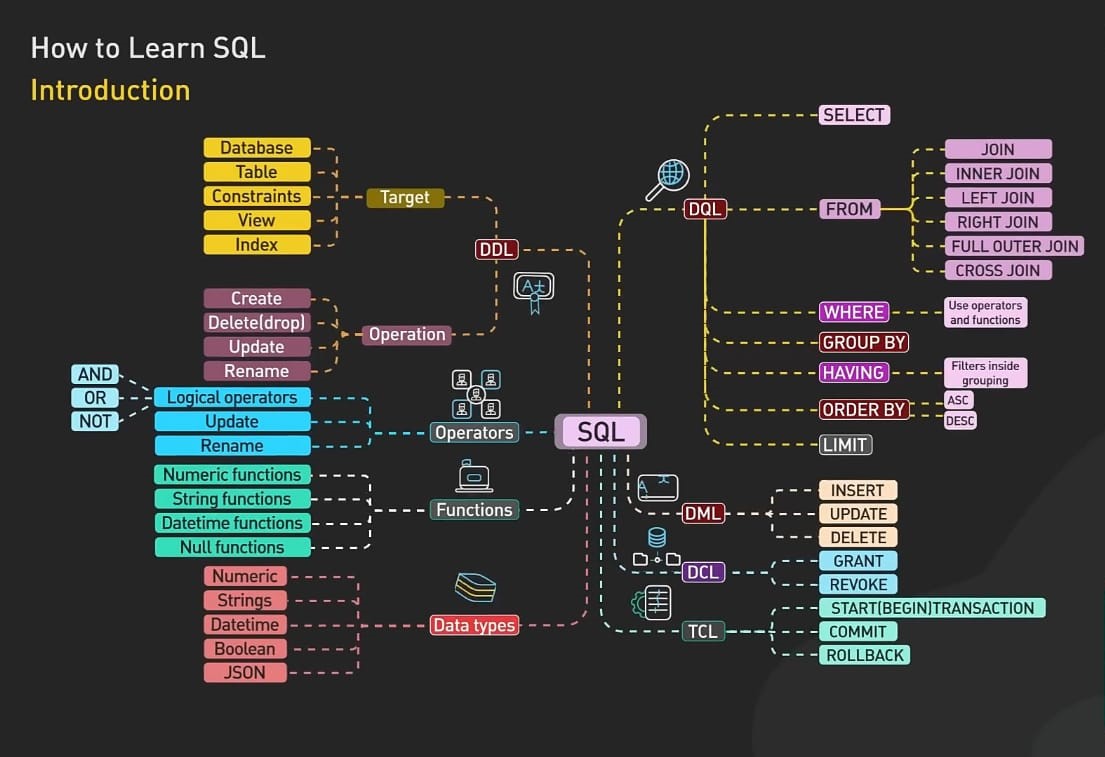 How to Learn SQL
Introduction
Database
Table
Constraints
View
Index
Target
DDL
Create
Delete(drop)
Update
Rename
Operation
AND
OR
NOT
Logical operators
Update
Rename
Operators
Numeric functions
String functions
Datetime functions
Null functions
Functions
Numeric
Strings
Datetime
Boolean
JSON
Data types
SQL
DQL
SELECT
FROM
JOIN
INNER JOIN
LEFT JOIN
RIGHT JOIN
FULL OUTER JOIN
CROSS JOIN
WHERE
Use operators
and functions
GROUP BY
HAVING
Filters inside
grouping
ORDER BY
ASC
DESC
LIMIT
DML
INSERT
UPDATE
DELETE
DCL
GRANT
REVOKE
TCL
START(BEGIN)TRANSACTION
COMMIT
ROLLBACK